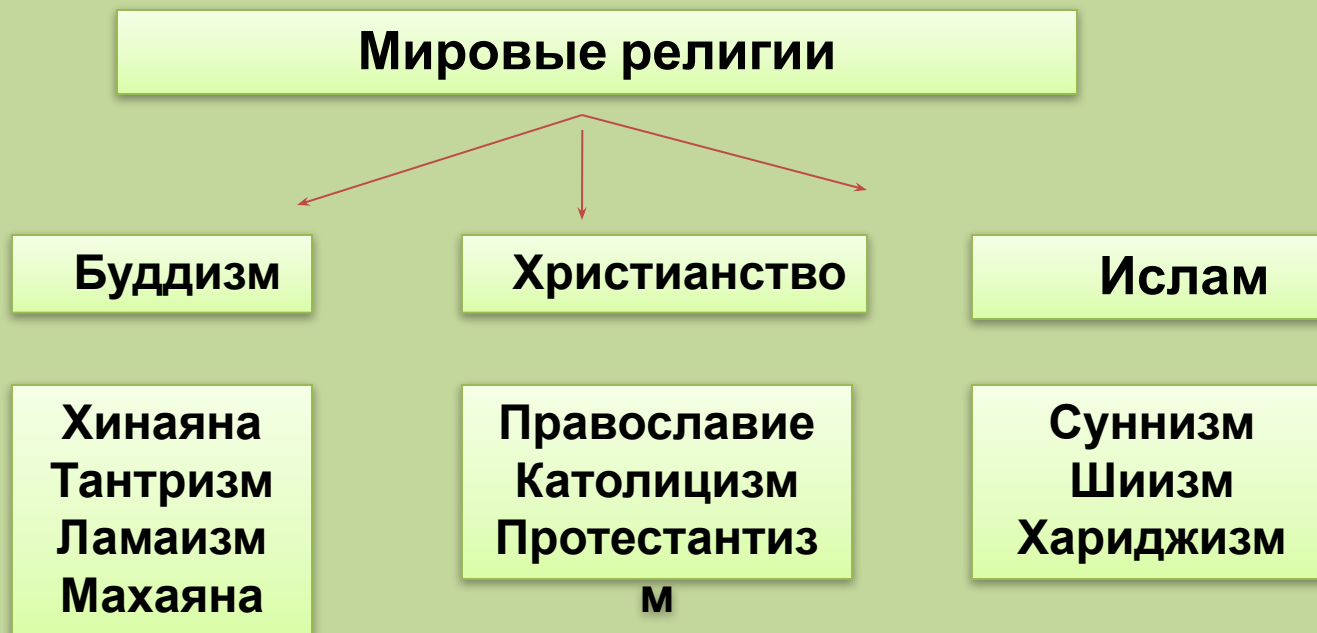 Мировые религии
Буддизм
Христианство
Ислам
Хинаяна
Тантризм
Ламаизм
Махаяна
Православие
Католицизм
Протестантиз
м
Суннизм
Шиизм
Хариджизм